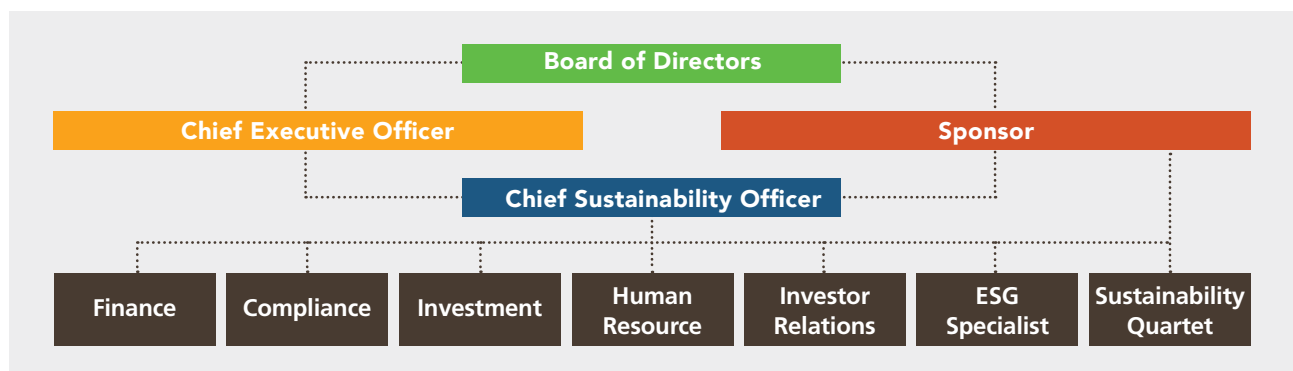 Board of Directors
Chief Executive Officer
Sponsor
Chief Sustainability Officer
Finance
Compliance
Investment
Human
Resource
Investor
Relations
ESG
Specialist
Sustainability
Quartet